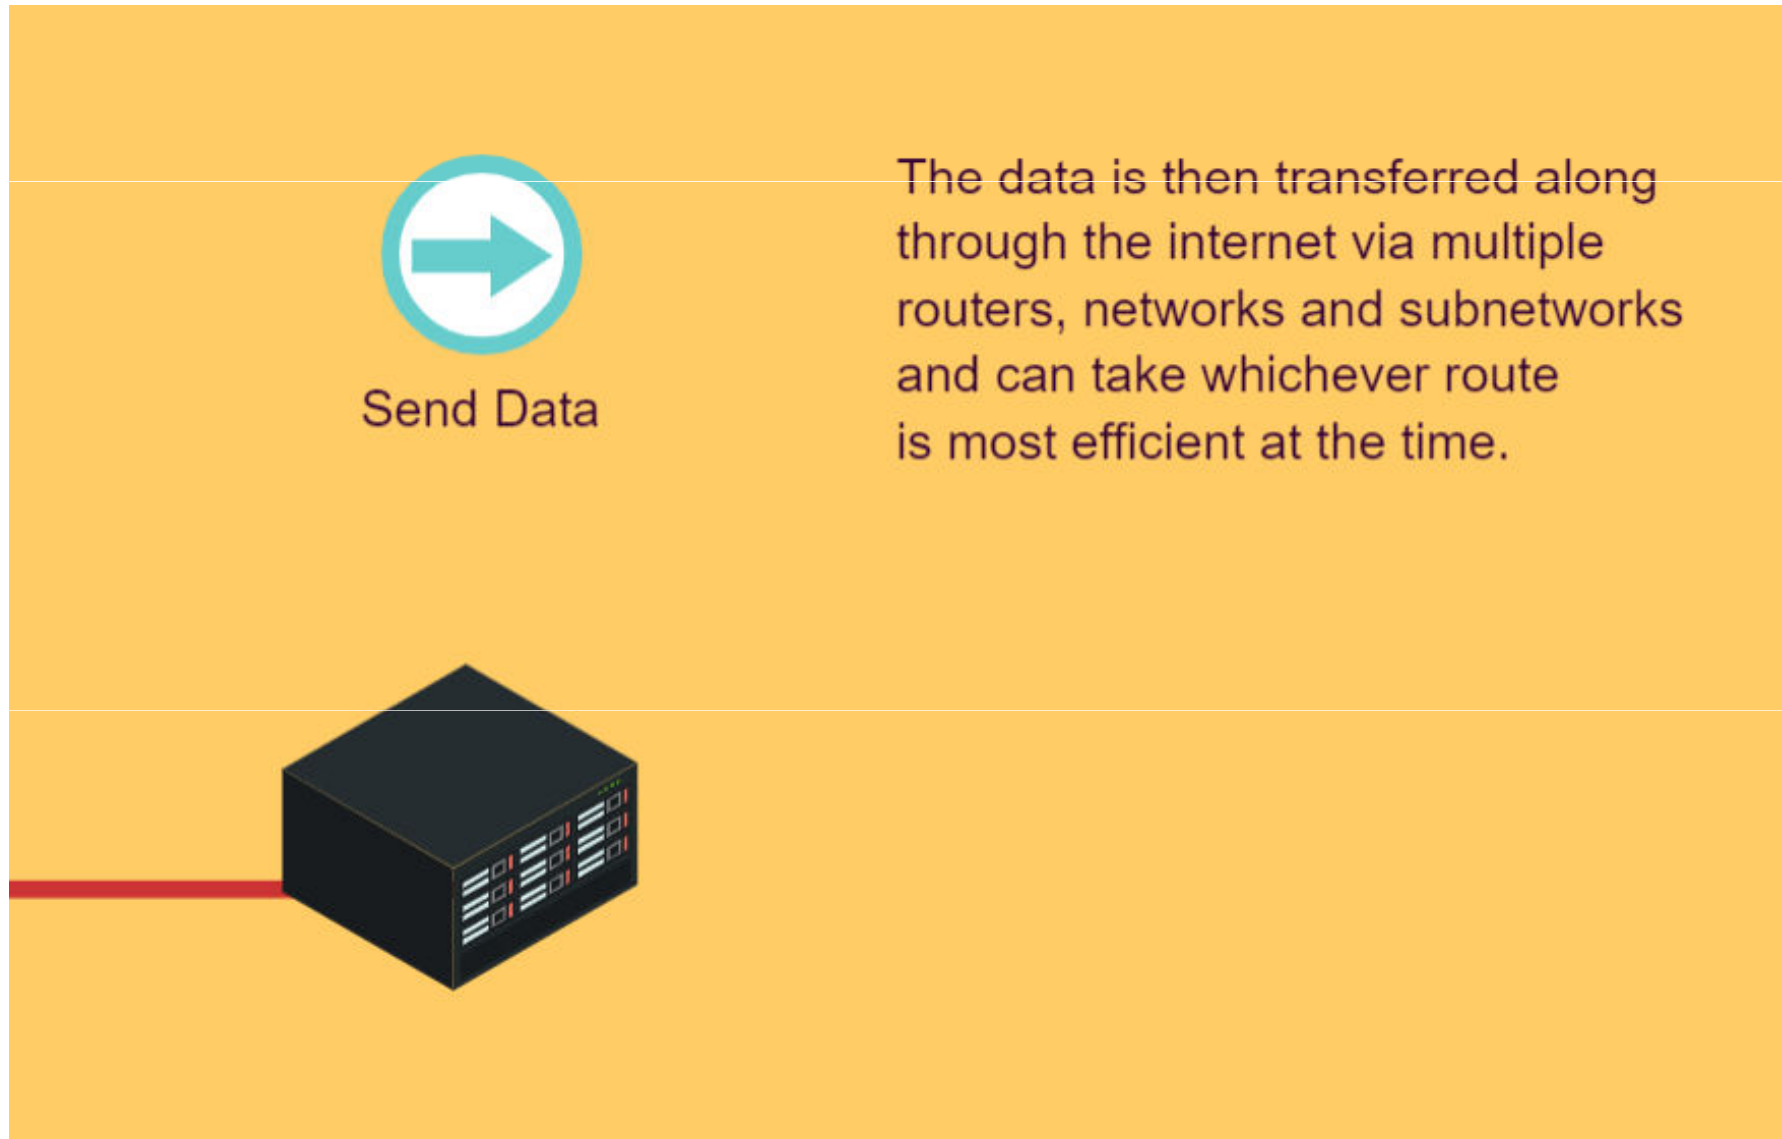 Send Data
The data is then transferred along
through the internet via multiple
routers, networks and subnetworks
and can take whichever route
is most efficient at the time.